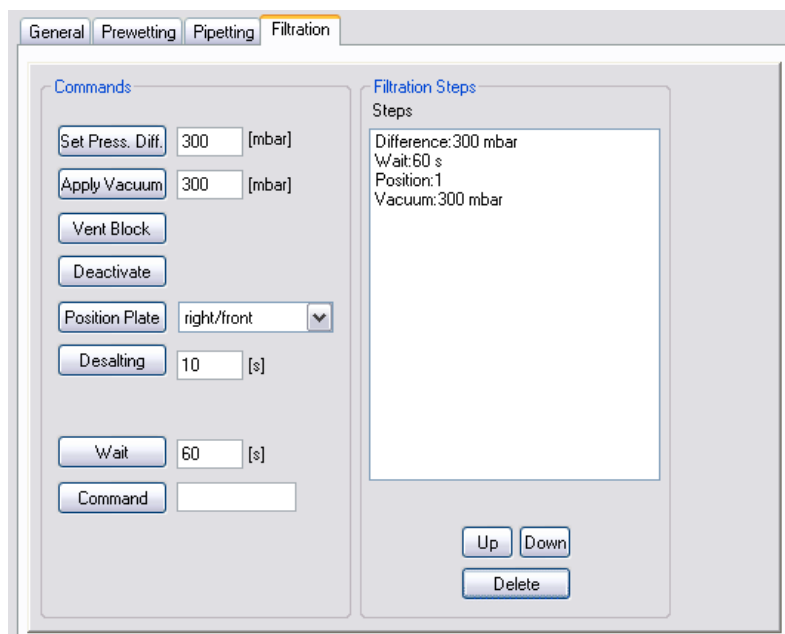 General Prewetting Pipetting Filtration
Commands
Set Press. Diff. 300 [mbar]
Apply Vacuum 300 [mbar]
Vent Block
Deactivate
Position Plate right/front
Desalting 10 [s]
Wait 60 [s]
Command
Filtration Steps
Steps
Difference:300 mbar
Wait:60 s
Position:1
Vacuum:300 mbar
Up Down
Delete